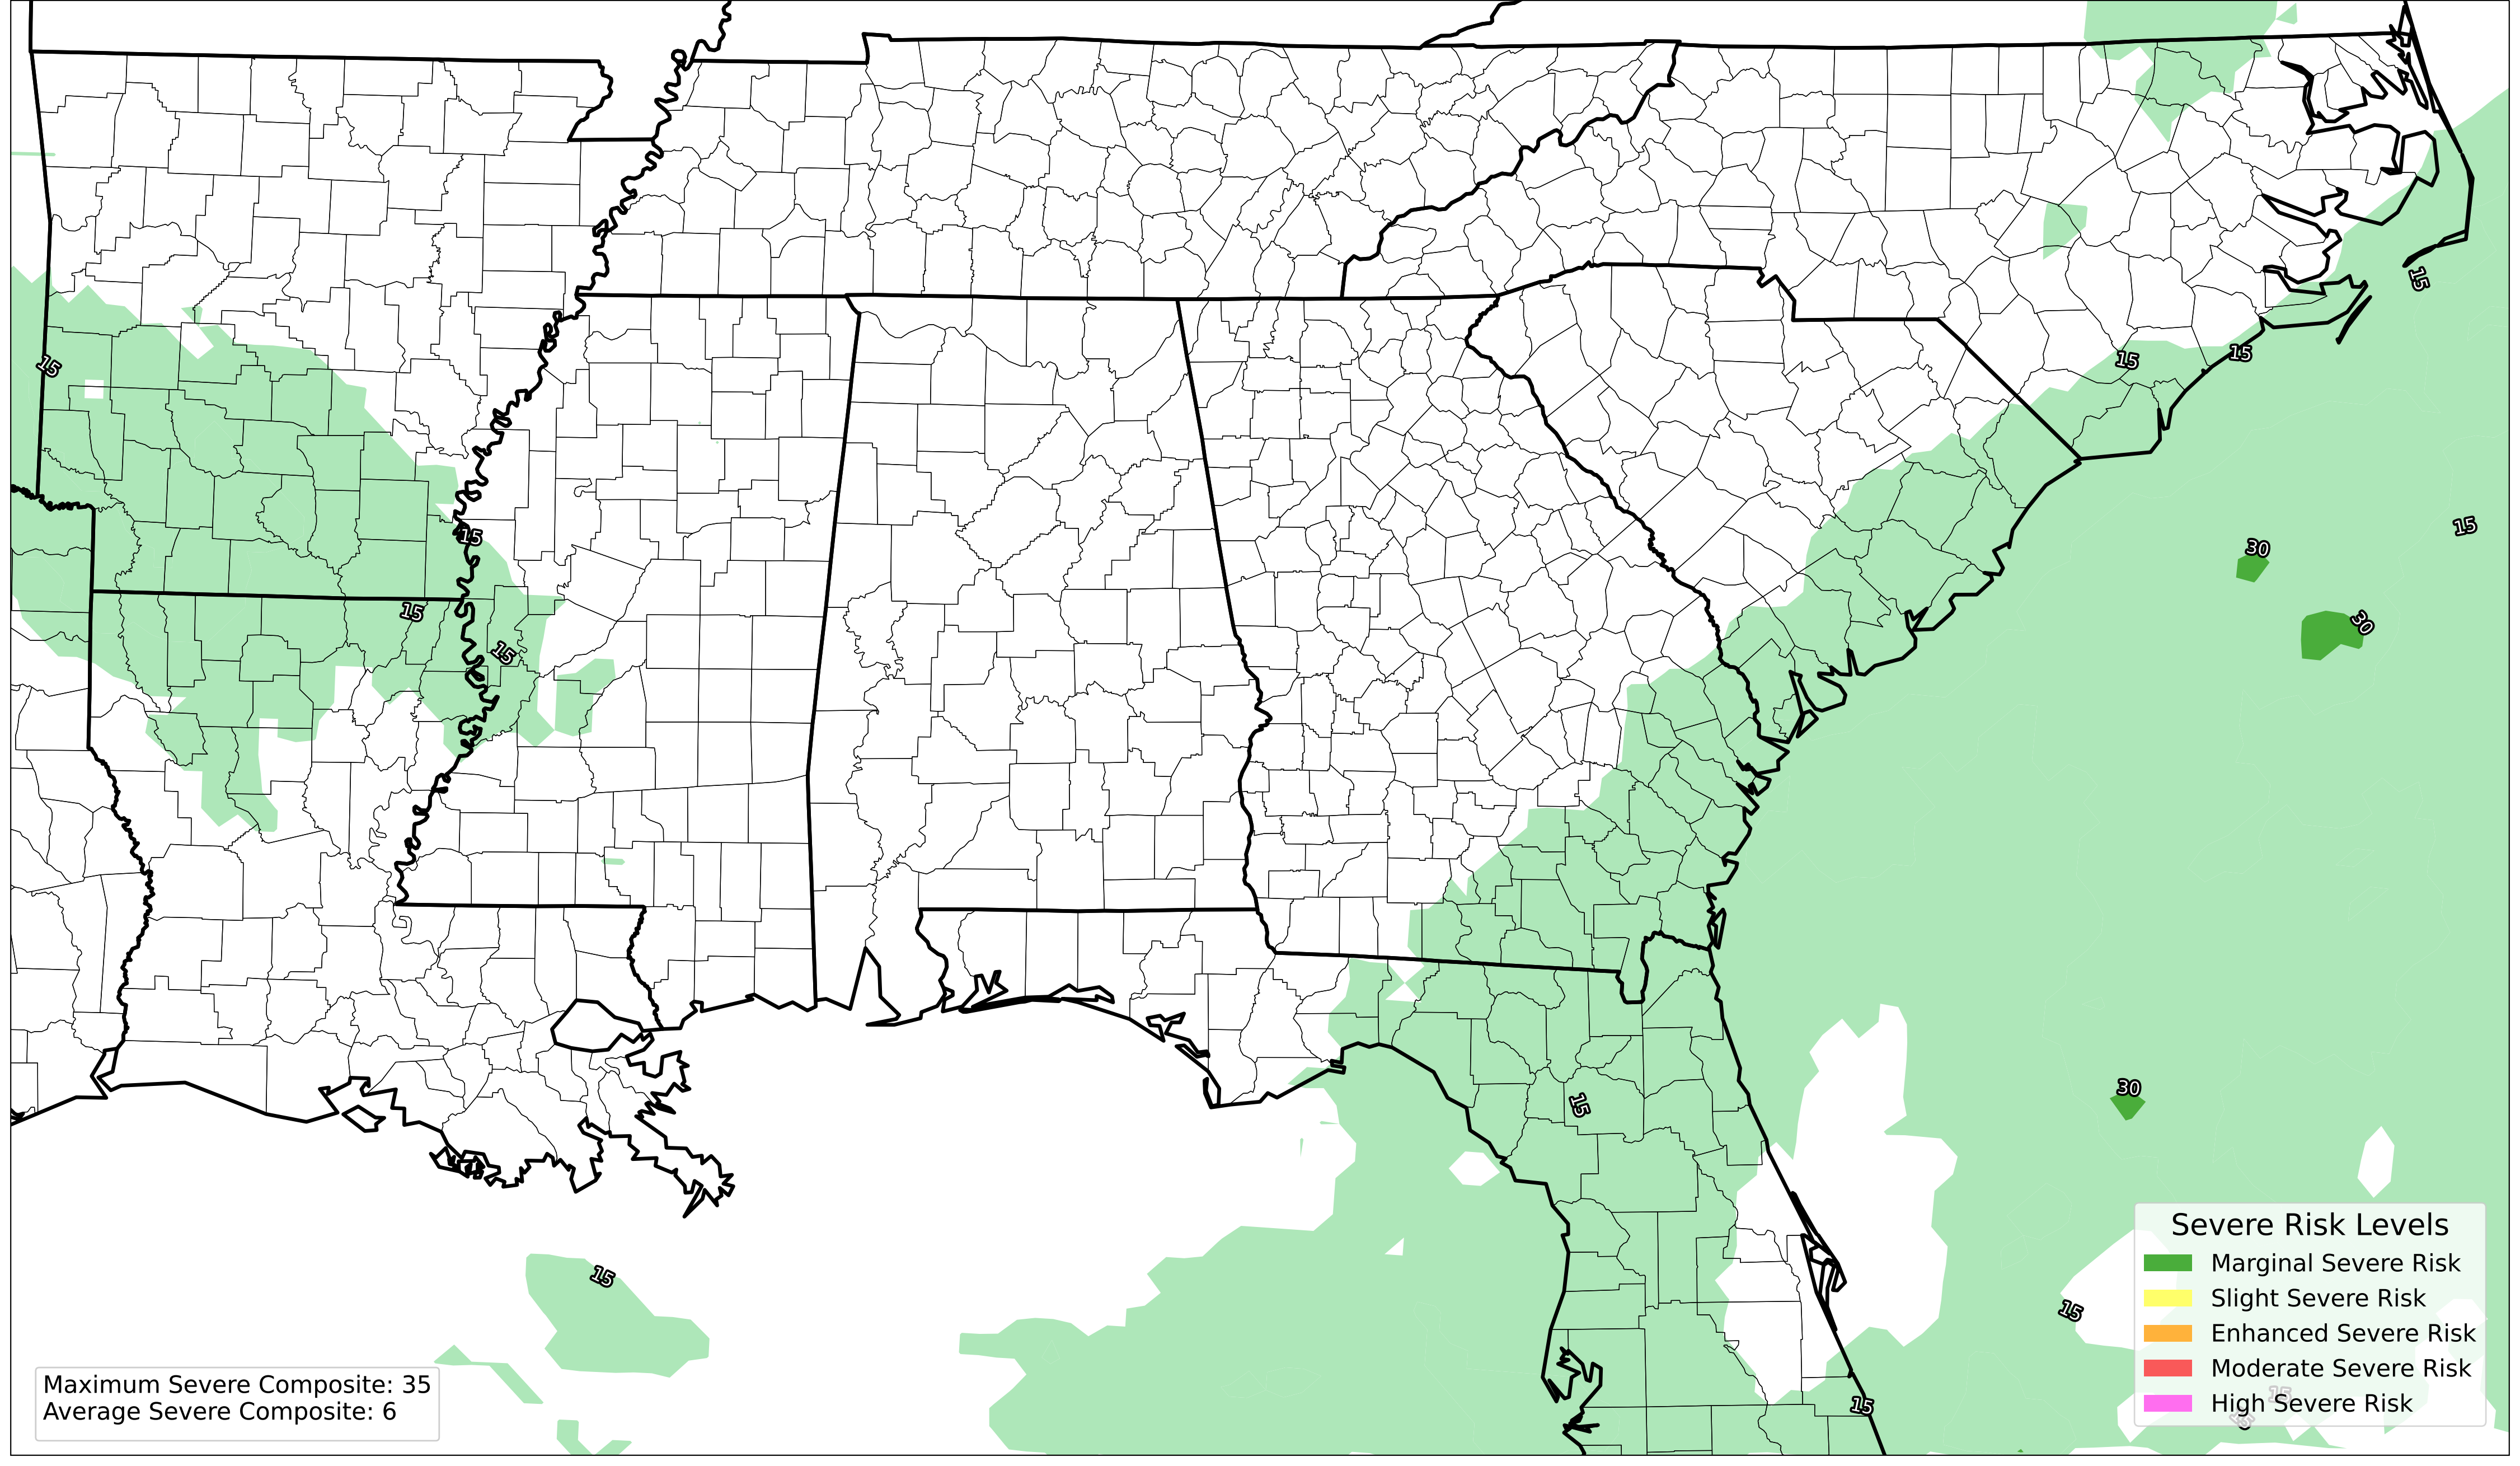 15
15
15
15
15
15
15
30
30
15
15
30
15
15
15
15
15
Severe Risk Levels
Marginal Severe Risk
Slight Severe Risk
Enhanced Severe Risk
Moderate Severe Risk
High Severe Risk
Maximum Severe Composite: 35
Average Severe Composite: 6